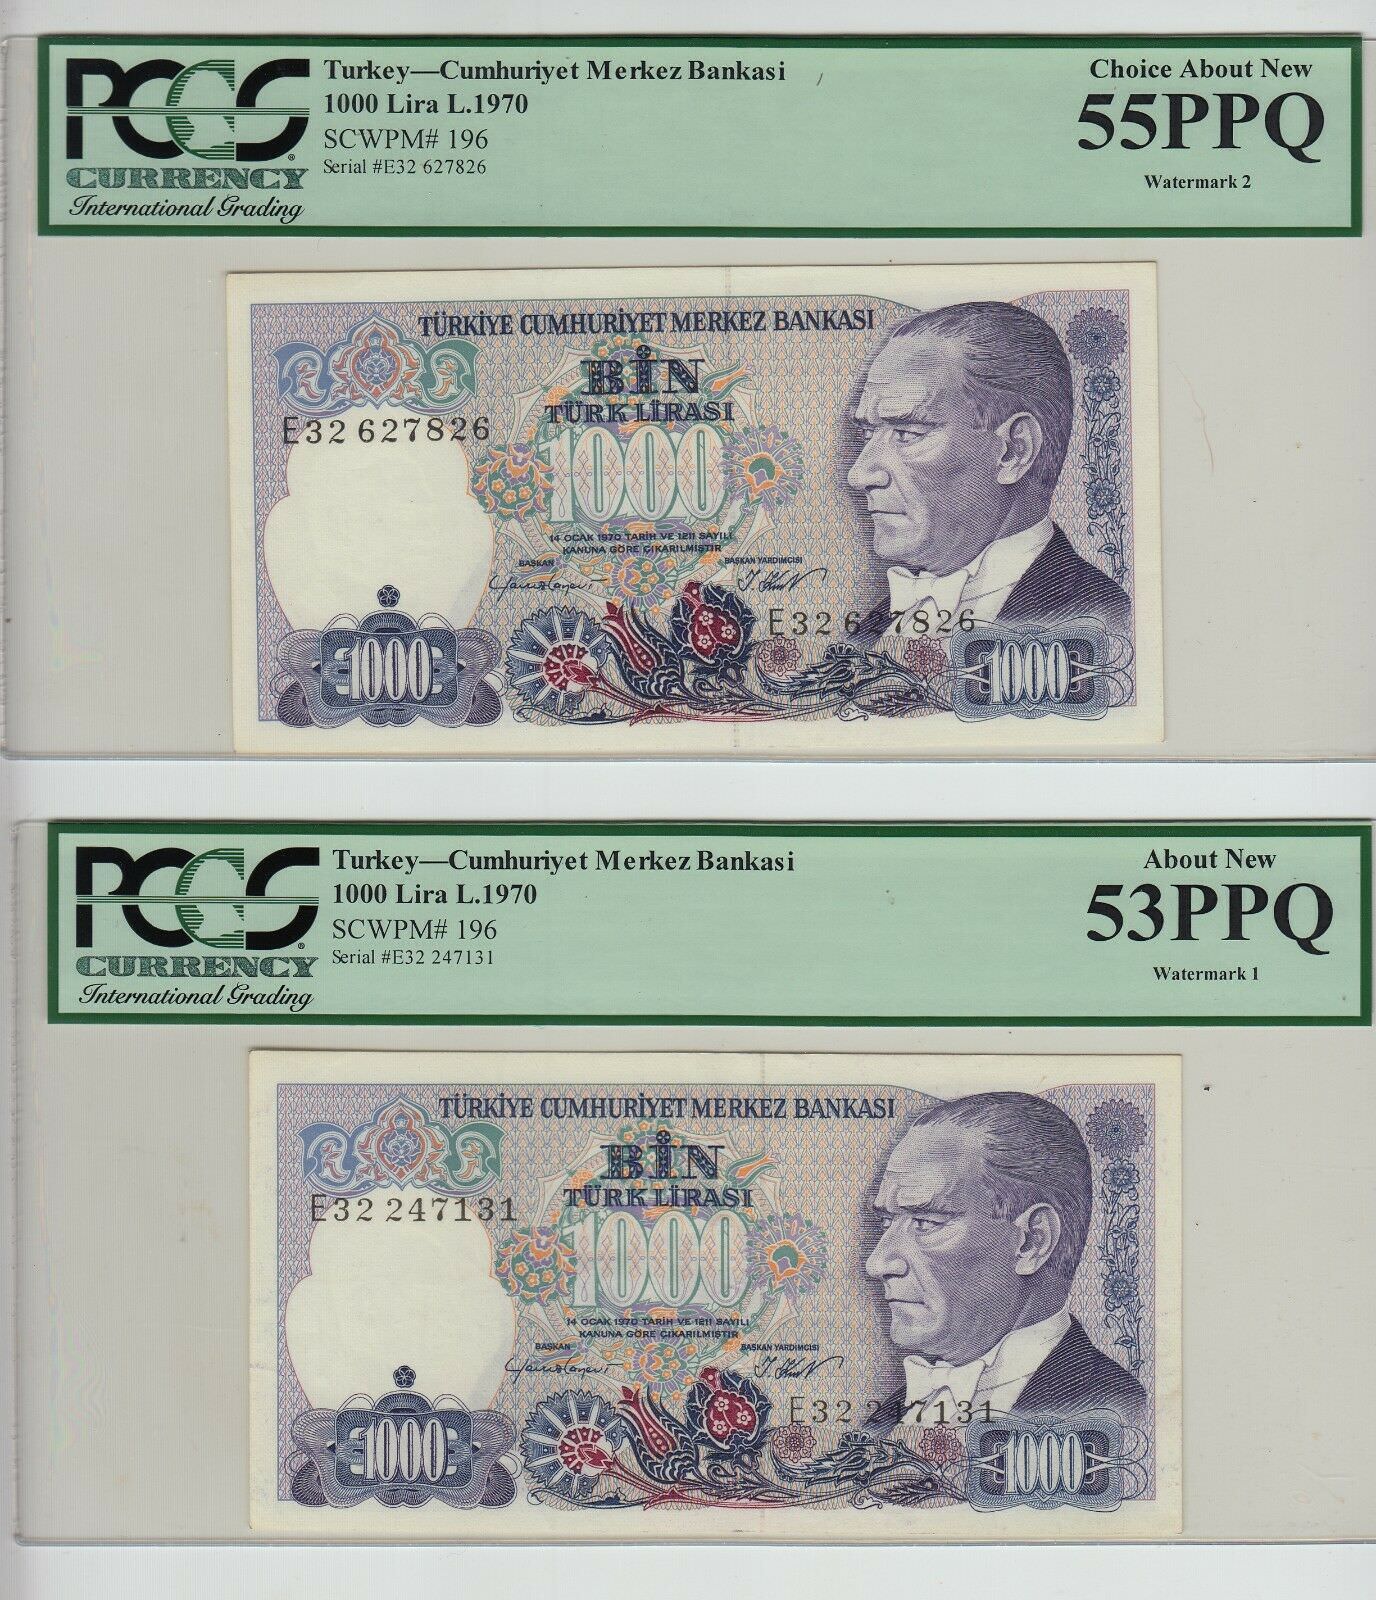 PCGS
CURRENCY
International Grading
Turkey—Cumhuriyet Merkez Bankasi
1000 Lira L.1970
SCWPM# 196
Serial #E32 627826
Choice About New
55PPQ
Watermark 2
TÜRKİYE CUMHURİYET MERKEZ BANKASI
BİN
TÜRK LİRASI
E32 627826
1000
14 OCAK 1970 TARİH VE 1211 SAYILI
KANUNA GÖRE ÇIKARILMIŞTIR
BAŞKAN
BAŞKAN YARDIMCISI
E32 627826
1000
1000
PCGS
CURRENCY
International Grading
Turkey—Cumhuriyet Merkez Bankasi
1000 Lira L.1970
SCWPM# 196
Serial #E32 247131
About New
53PPQ
Watermark 1
TÜRKİYE CUMHURİYET MERKEZ BANKASI
BİN
TÜRK LİRASI
E32 247131
1000
14 OCAK 1970 TARİH VE 1211 SAYILI
KANUNA GÖRE ÇIKARILMIŞTIR
BAŞKAN
BAŞKAN YARDIMCISI
E32 247131
1000
1000